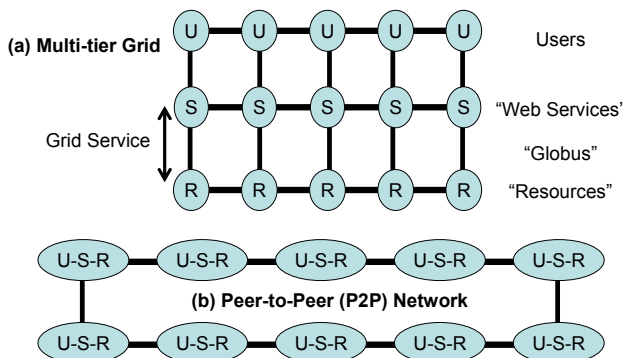 U U U U U
(a) Multi-tier Grid
Users
S S S S S
“Web Services’
Grid Service
“Globus”
R R R R R
“Resources”
U-S-R U-S-R U-S-R U-S-R U-S-R
(b) Peer-to-Peer (P2P) Network
U-S-R U-S-R U-S-R U-S-R U-S-R